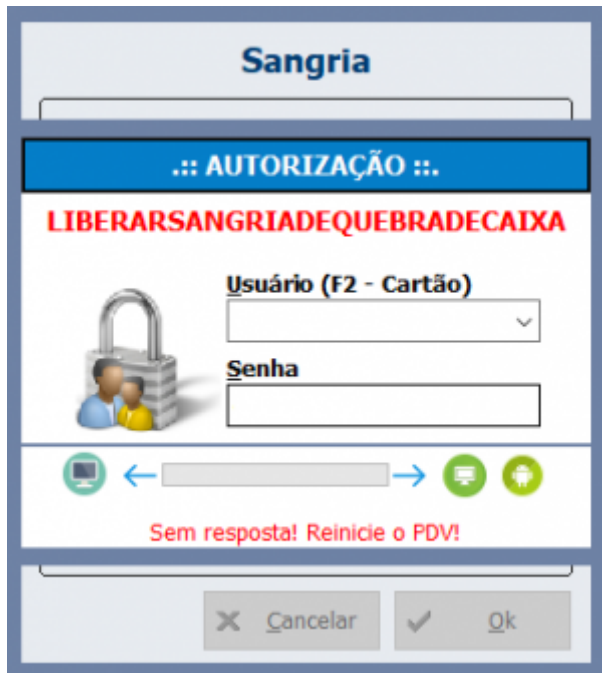 Sangria
.:: AUTORIZAÇÃO ::.
LIBERARSANGRIADEQUEBRADECAIXA
Usuário (F2 - Cartão)
Senha
Sem resposta! Reinicie o PDV!
Cancelar
Ok